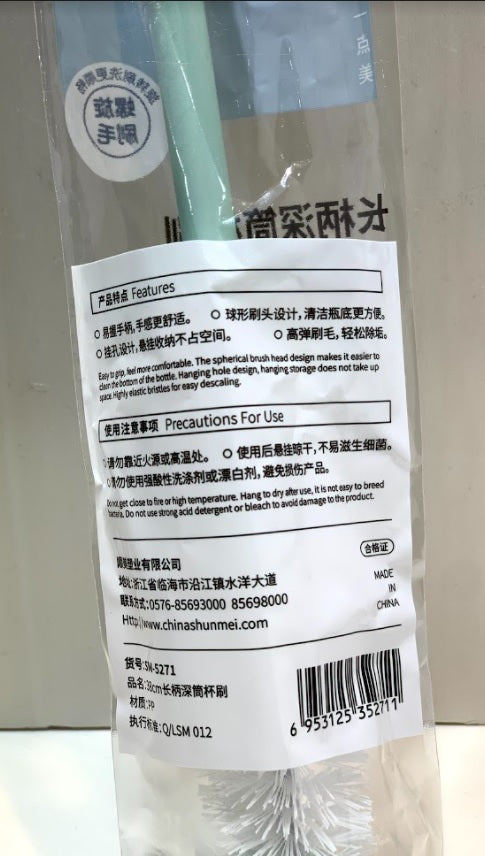 一点美
旋转刷洗更顺畅
螺旋
刷毛
长柄深筒
产品特点 Features
易握手柄,手感更舒适。 球形刷头设计,清洁瓶底更方便。
挂孔设计,悬挂收纳不占空间。 高弹刷毛,轻松除垢。
Easy to grip, feel more comfortable. The spherical brush head design makes it easier to
clean the bottom of the bottle. Hanging hole design, hanging storage does not take up
space. Highly elastic bristles for easy descaling.
使用注意事项 Precautions For Use
请勿靠近火源或高温处。 使用后悬挂晾干,不易滋生细菌。
请勿使用强酸性洗涤剂或漂白剂,避免损伤产品。
Do not get close to fire or high temperature. Hang to dry after use, it is not easy to breed
bacteria. Do not use strong acid detergent or bleach to avoid damage to the product.
塑业有限公司
合格证
地址:浙江省临海市沿江镇水洋大道
联系方式:0576-85693000 85698000
Http://www.chinashunmei.com
MADE
IN
CHINA
货号:SM-5271
品名:38cm长柄深筒杯刷
材质:PP
执行标准:Q/LSM 012
6 953125 352711